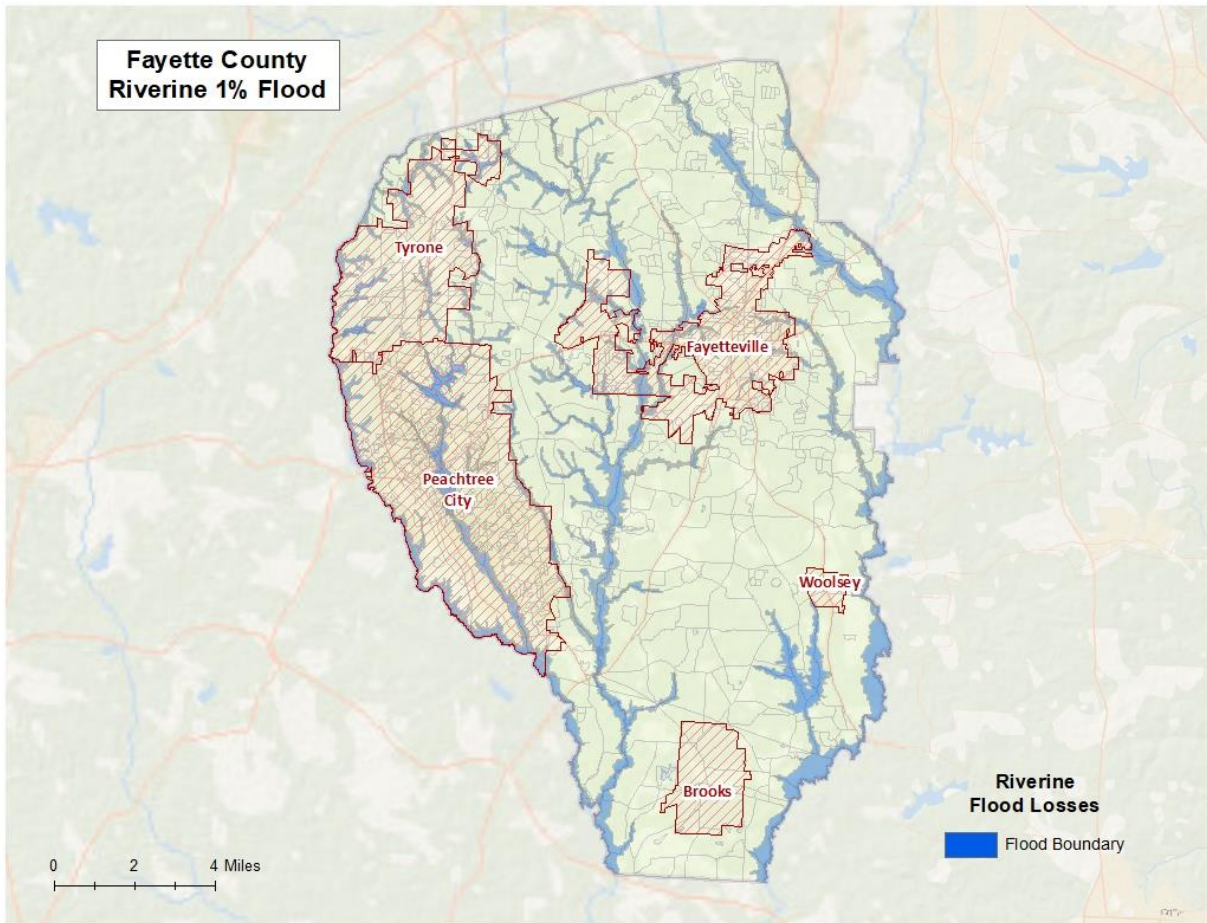 Fayette County
Riverine 1% Flood
Tyrone
Fayetteville
Peachtree
City
Woolsey
Brooks
Riverine
Flood Losses
Flood Boundary
0 2 4 Miles